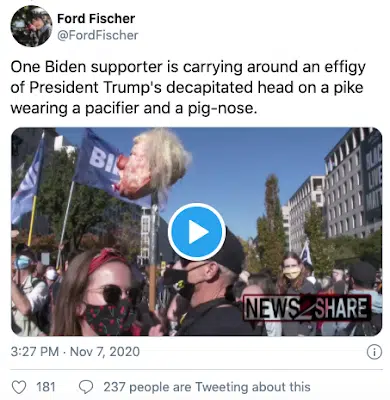 Ford Fischer
@FordFischer
One Biden supporter is carrying around an effigy
of President Trump's decapitated head on a pike
wearing a pacifier and a pig-nose.
BI
NEWS2SHARE
3:27 PM · Nov 7, 2020
181
237 people are Tweeting about this